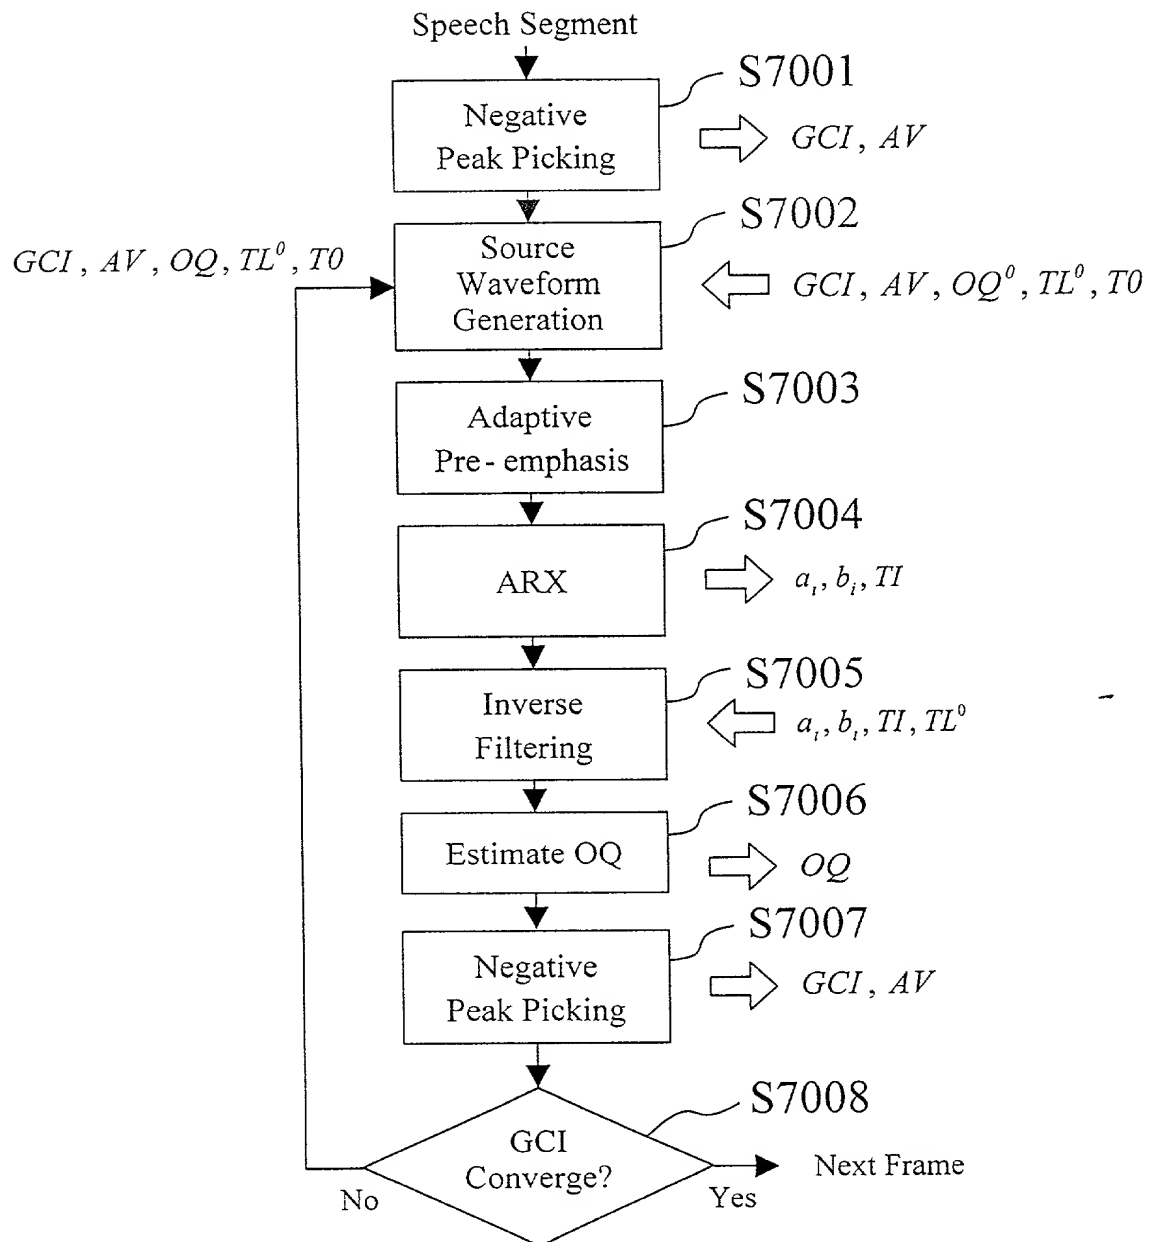 Speech Segment
S7001
Negative
Peak Picking
GCI, AV
S7002
GCI, AV, OQ, TL⁰, T0
Source
Waveform
Generation
GCI, AV, OQ⁰, TL⁰, T0
S7003
Adaptive
Pre-emphasis
S7004
ARX
aᵢ, bᵢ, TI
S7005
Inverse
Filtering
aᵢ, bᵢ, TI, TL⁰
S7006
Estimate OQ
OQ
S7007
Negative
Peak Picking
GCI, AV
S7008
GCI
Converge?
Next Frame
No
Yes